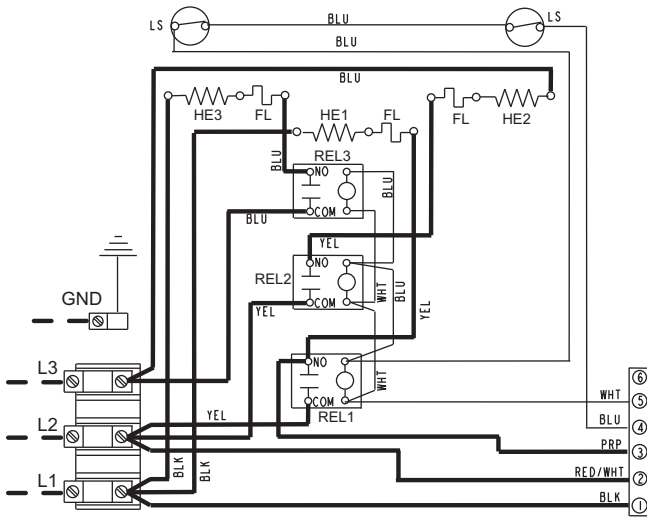 LS
BLU
LS
BLU
BLU
HE3
FL
HE1
FL
FL
HE2
BLU
REL3
NO
COM
BLU
BLU
YEL
REL2
NO
COM
WHT
BLU
YEL
YEL
GND
NO
COM
REL1
WHT
L3
L2
L1
YEL
BLK
BLK
6
WHT
5
BLU
4
PRP
3
RED/WHT
2
BLK
1